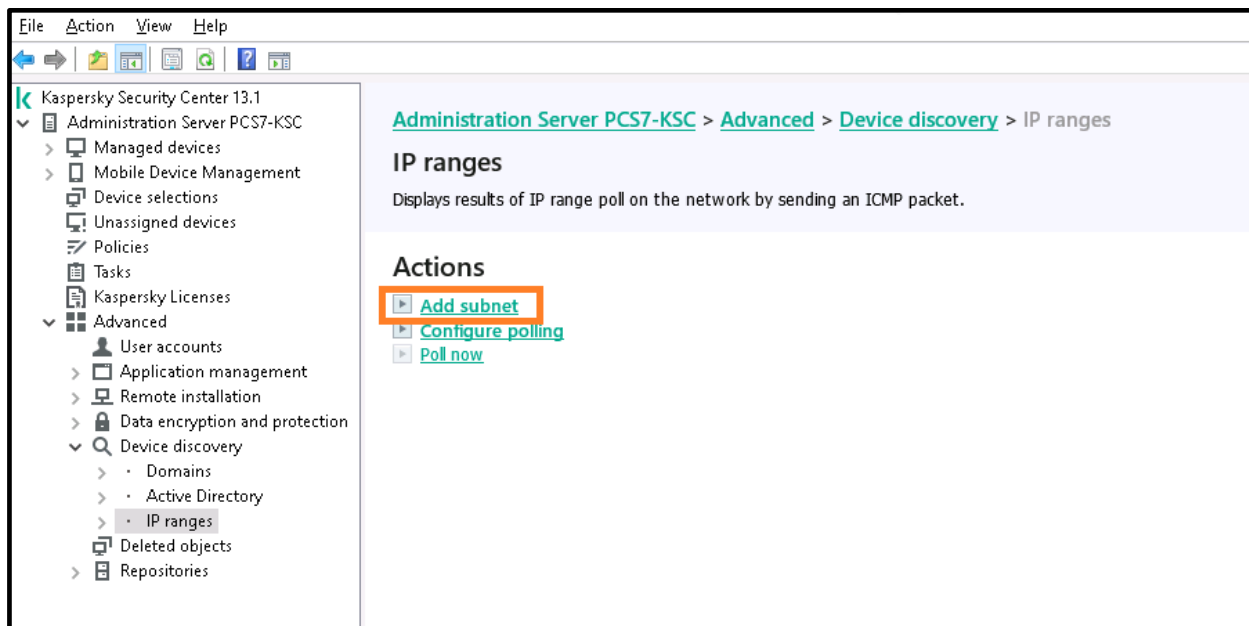 File Action View Help
Kaspersky Security Center 13.1
Administration Server PCS7-KSC
Managed devices
Mobile Device Management
Device selections
Unassigned devices
Policies
Tasks
Kaspersky Licenses
Advanced
User accounts
Application management
Remote installation
Data encryption and protection
Device discovery
Domains
Active Directory
IP ranges
Deleted objects
Repositories
Administration Server PCS7-KSC > Advanced > Device discovery > IP ranges
IP ranges
Displays results of IP range poll on the network by sending an ICMP packet.
Actions
Add subnet
Configure polling
Poll now